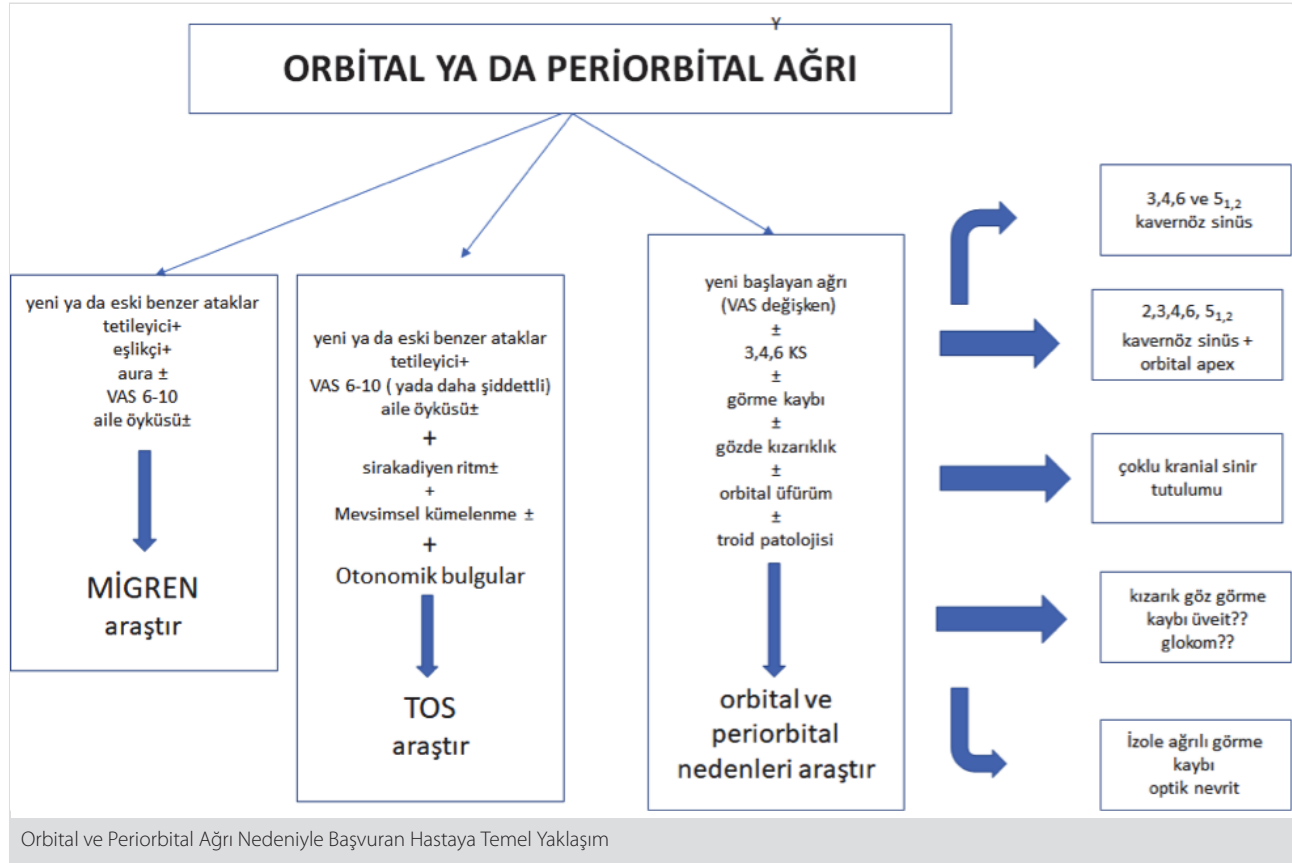 Y
ORBİTAL YA DA PERİORBİTAL AĞRI
yeni ya da eski benzer ataklar
tetileyici+
eşlikçi+
aura ±
VAS 6-10
aile öyküsü±
MİGREN
araştır
yeni ya da eski benzer ataklar
tetileyici+
VAS 6-10 ( yada daha şiddettli)
aile öyküsü±
+
sirakadiyen ritm±
+
Mevsimsel kümelenme ±
+
Otonomik bulgular
TOS
araştır
yeni başlayan ağrı
(VAS değişken)
±
3,4,6 KS
±
görme kaybı
±
gözde kızarıklık
±
orbital üfürüm
±
troid patolojisi
orbital ve
periorbital
nedenleri araştır
3,4,6 ve 5₁,₂
kavernöz sinüs
2,3,4,6, 5₁,₂
kavernöz sinüs +
orbital apex
çoklu kranial sinir
tutulumu
kızarık göz görme
kaybı üveit??
glokom??
İzole ağrılı görme
kaybı
optik nevrit
Orbital ve Periorbital Ağrı Nedeniyle Başvuran Hastaya Temel Yaklaşım